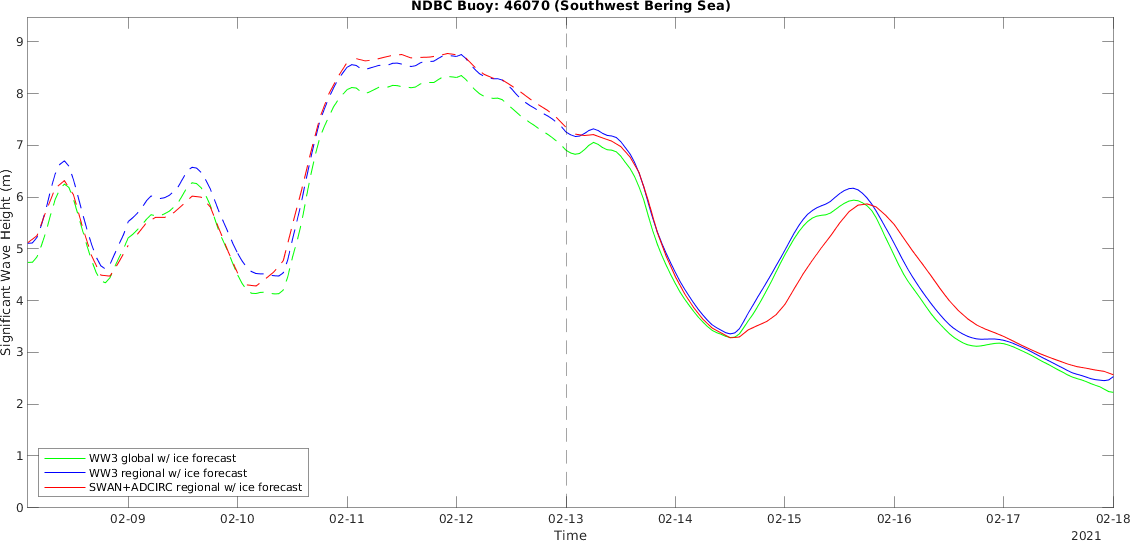 NDBC Buoy: 46070 (Southwest Bering Sea)
9
8
7
6
5
4
3
2
1
0
Significant Wave Height (m)
WW3 global w/ ice forecast
WW3 regional w/ ice forecast
SWAN+ADCIRC regional w/ ice forecast
02-09 02-10 02-11 02-12 02-13 02-14 02-15 02-16 02-17 02-18
Time
2021